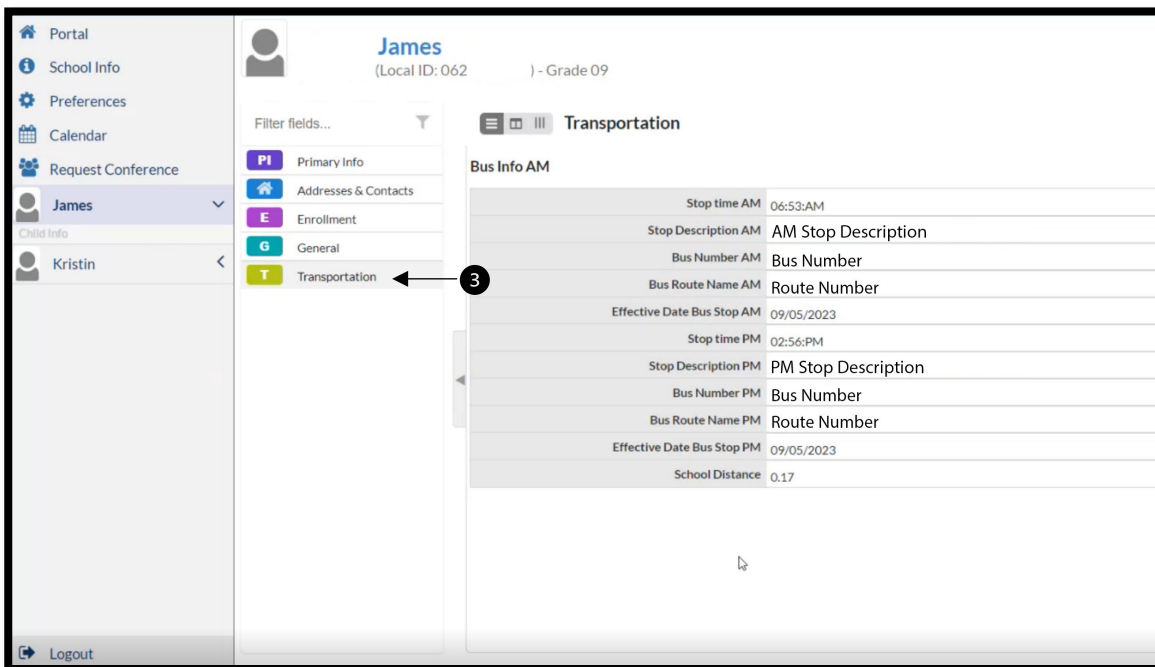 Portal
School Info
Preferences
Calendar
Request Conference
James
Child Info
Kristin
Logout
James
(Local ID: 062 ) - Grade 09
Filter fields...
PI Primary Info
Addresses & Contacts
E Enrollment
G General
T Transportation
3
Transportation
Bus Info AM
Stop time AM 06:53:AM
Stop Description AM AM Stop Description
Bus Number AM Bus Number
Bus Route Name AM Route Number
Effective Date Bus Stop AM 09/05/2023
Stop time PM 02:56:PM
Stop Description PM PM Stop Description
Bus Number PM Bus Number
Bus Route Name PM Route Number
Effective Date Bus Stop PM 09/05/2023
School Distance 0.17